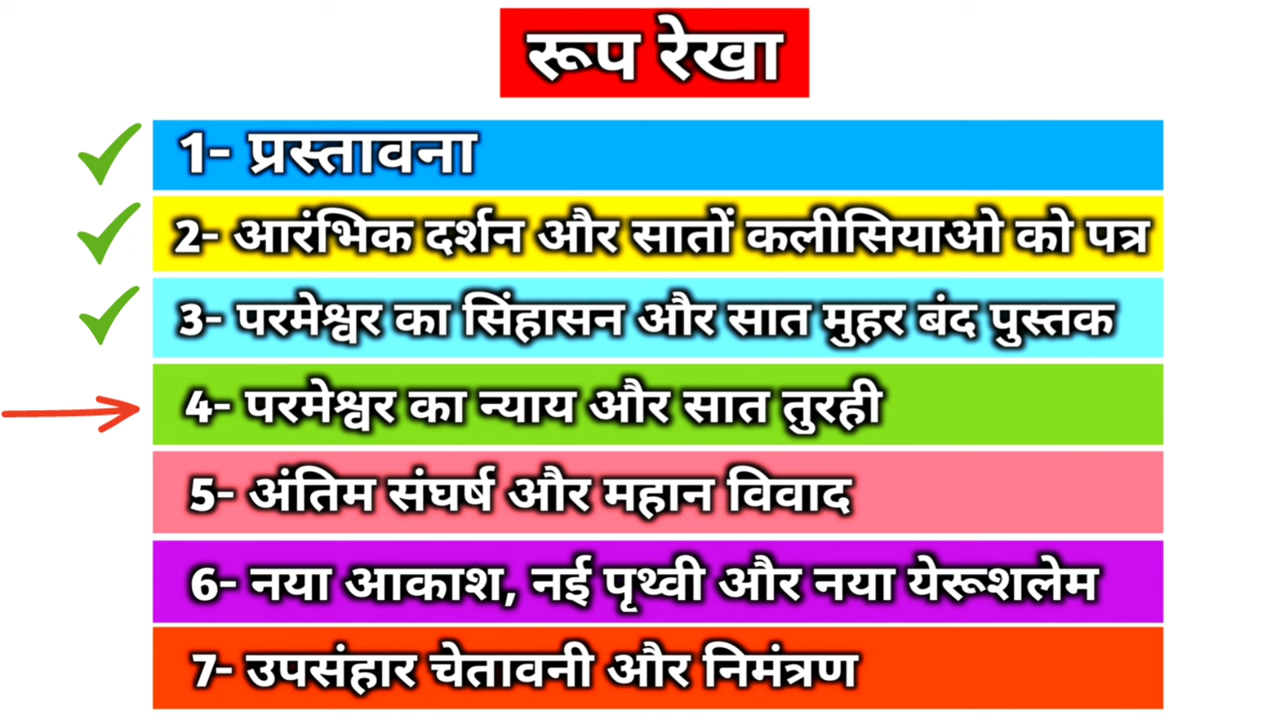 रूप रेखा
1- प्रस्तावना
2- आरंभिक दर्शन और सातों कलीसियाओ को पत्र
3- परमेश्वर का सिंहासन और सात मुहर बंद पुस्तक
4- परमेश्वर का न्याय और सात तुरही
5- अंतिम संघर्ष और महान विवाद
6- नया आकाश, नई पृथ्वी और नया येरूशलेम
7- उपसंहार चेतावनी और निमंत्रण